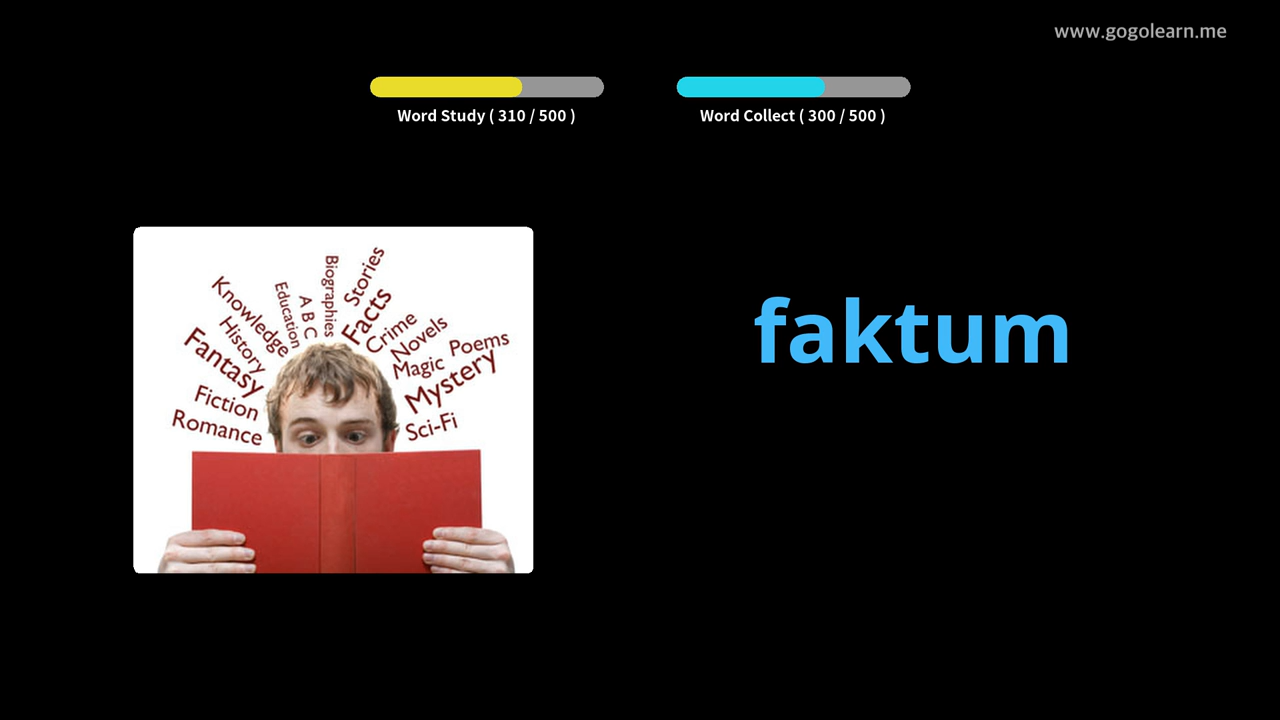 www.gogolearn.me
Word Study ( 310 / 500 )
Word Collect ( 300 / 500 )
Knowledge
History
Fantasy
Fiction
Romance
Education
A B C
Biographies
Stories
Facts
Crime
Novels
Magic
Poems
Mystery
Sci-Fi
faktum